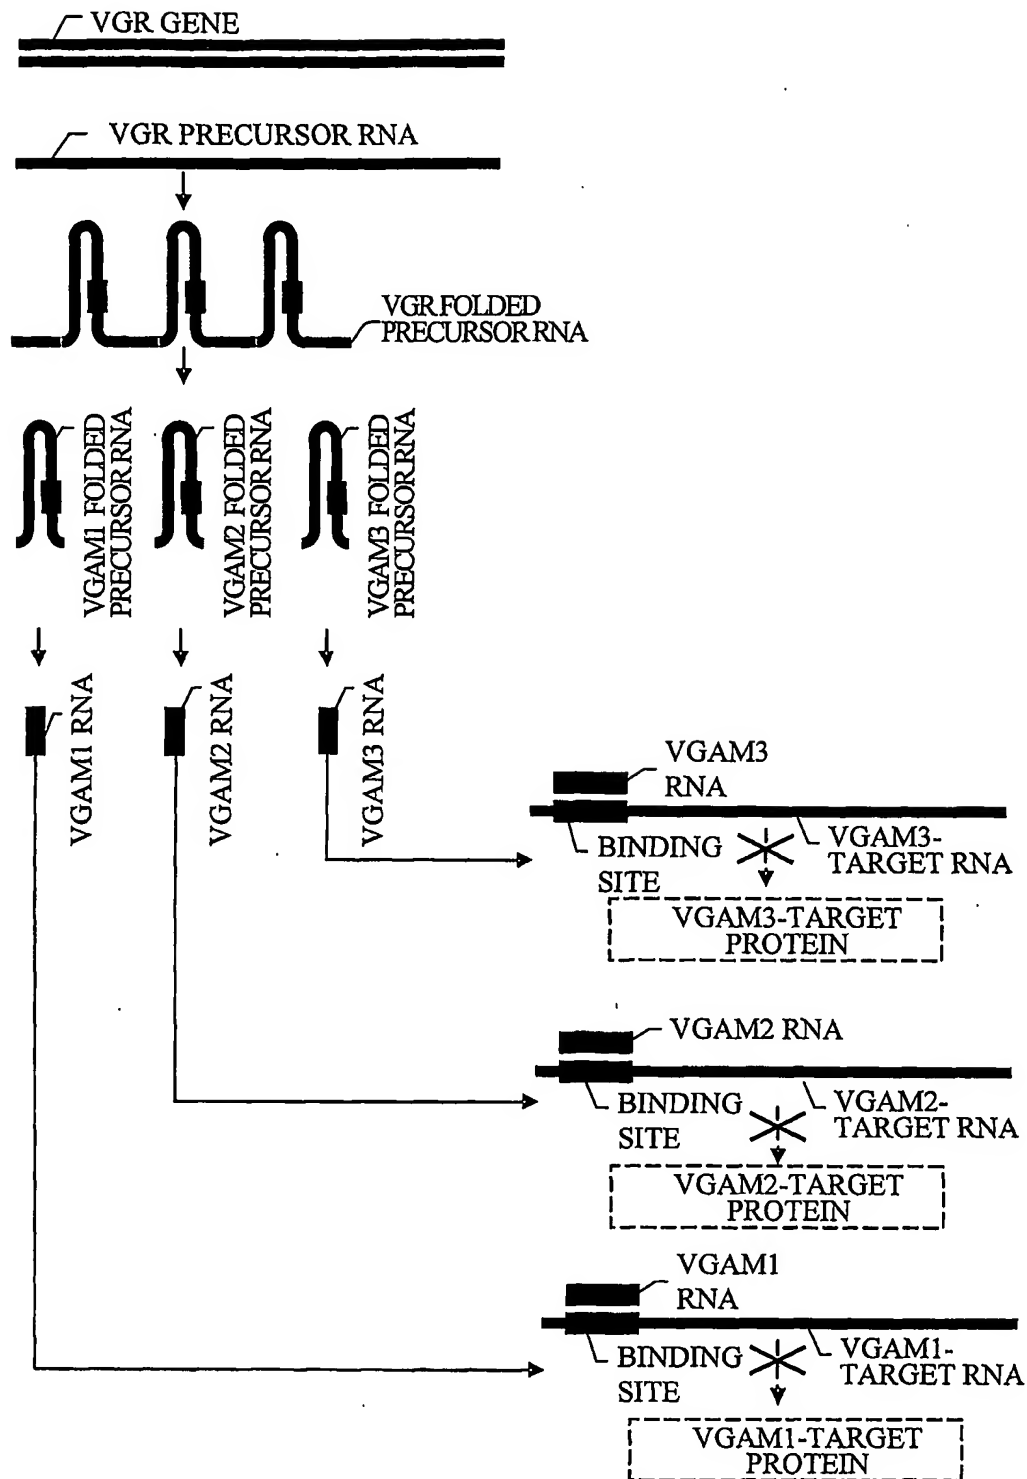 VGR GENE
VGR PRECURSOR RNA
VGR FOLDED
PRECURSOR RNA
VGAM1 FOLDED
PRECURSOR RNA
VGAM2 FOLDED
PRECURSOR RNA
VGAM3 FOLDED
PRECURSOR RNA
VGAM1 RNA
VGAM2 RNA
VGAM3 RNA
VGAM3
RNA
BINDING
SITE
VGAM3-
TARGET RNA
VGAM3-TARGET
PROTEIN
VGAM2 RNA
BINDING
SITE
VGAM2-
TARGET RNA
VGAM2-TARGET
PROTEIN
VGAM1
RNA
BINDING
SITE
VGAM1-
TARGET RNA
VGAM1-TARGET
PROTEIN